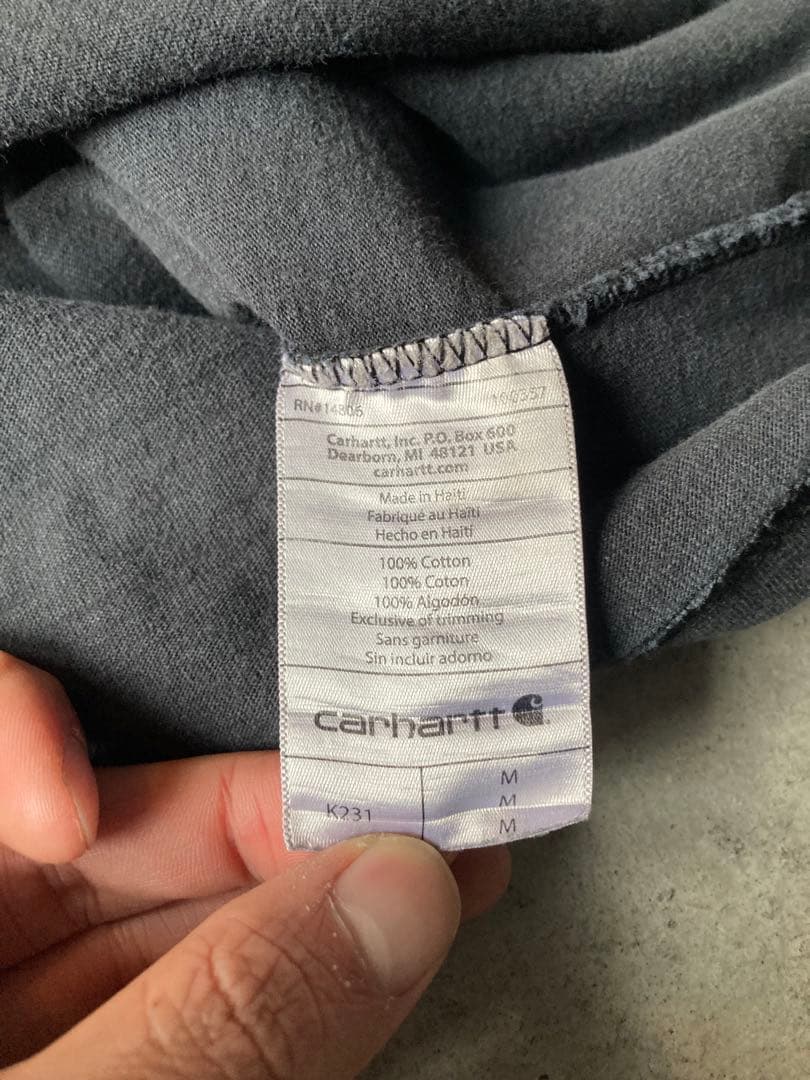 RN#14806
Carhartt, Inc. P.O. Box 600
Dearborn, MI 48121 USA
carhartt.com
Made in Haiti
Fabriqué au Haïti
Hecho en Haití
100% Cotton
100% Coton
100% Algodón
Exclusive of trimming
Sans garniture
Sin incluir adorno
carhartt
K231
M
M
M